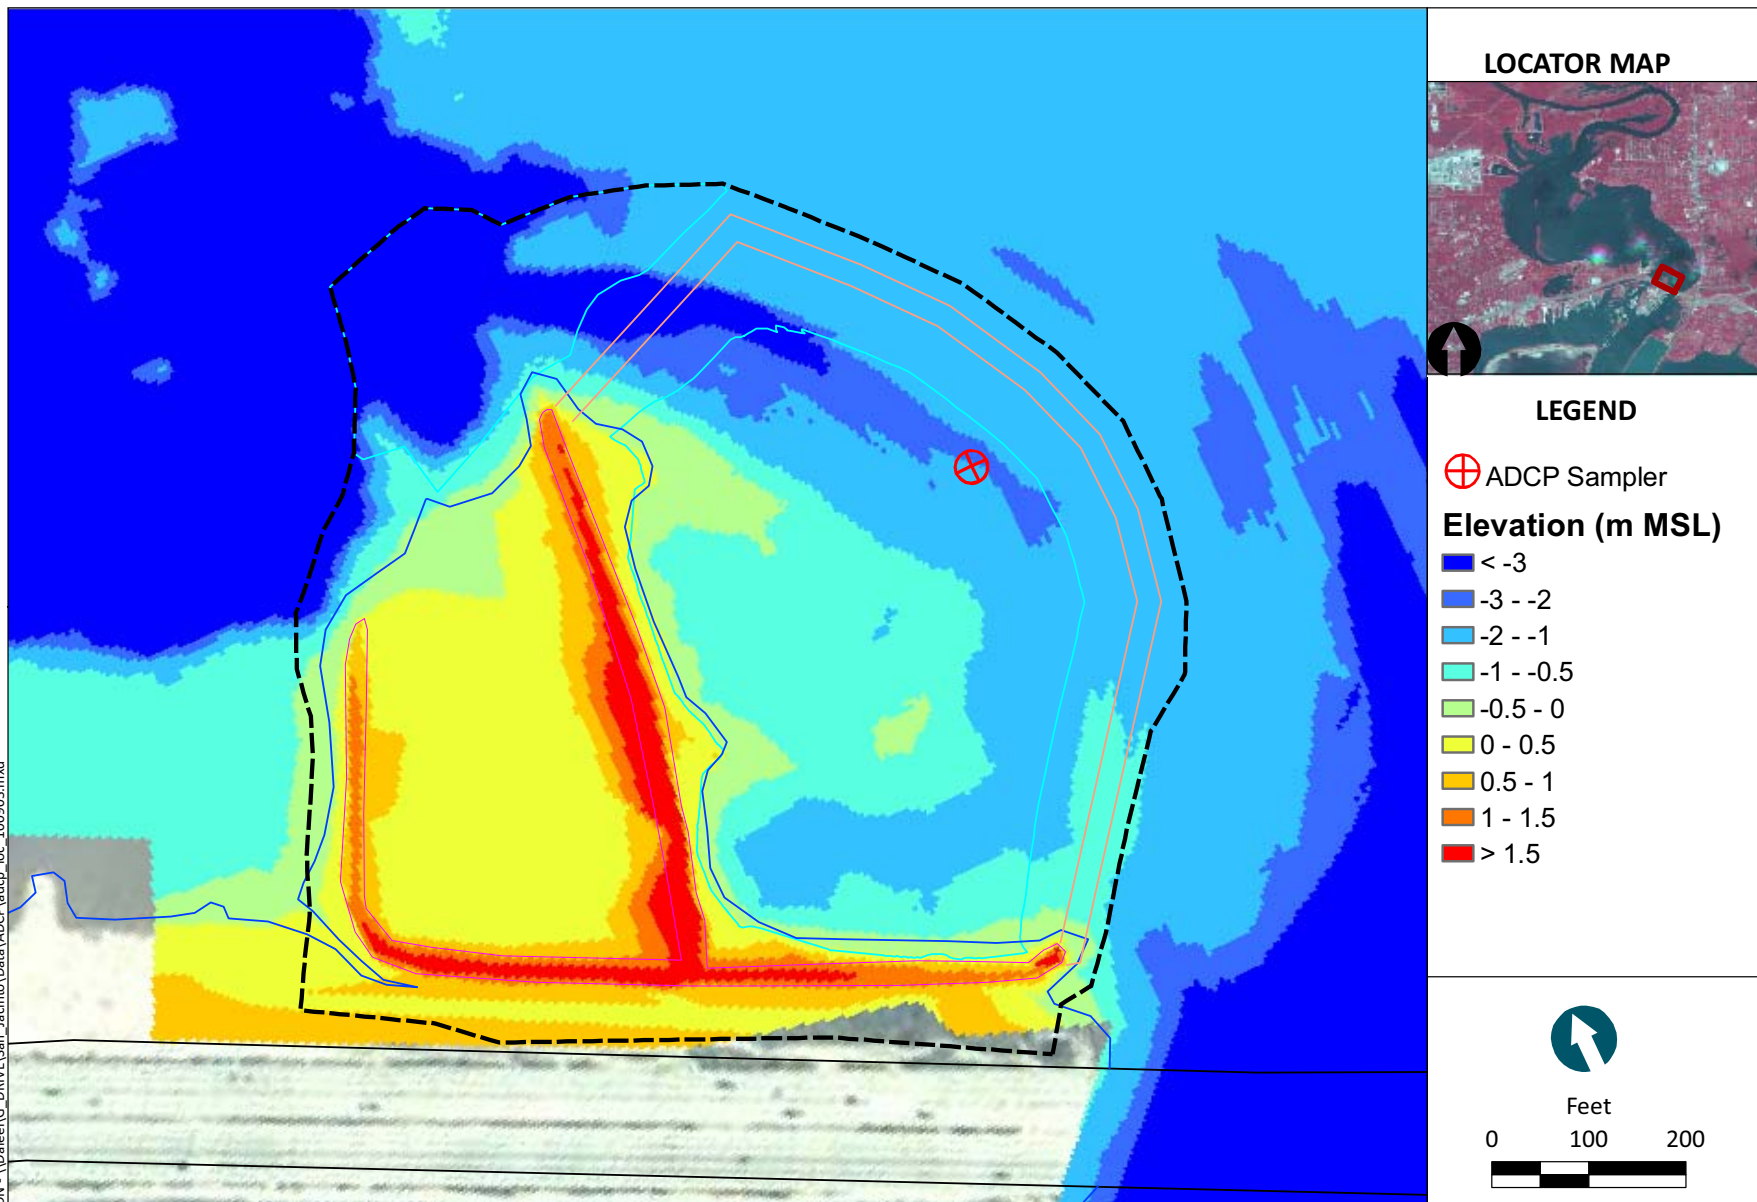 LOCATOR MAP
LEGEND
ADCP Sampler
Elevation (m MSL)
< -3
-3 - -2
-2 - -1
-1 - -0.5
-0.5 - 0
0 - 0.5
0.5 - 1
1 - 1.5
> 1.5
Feet
0 100 200